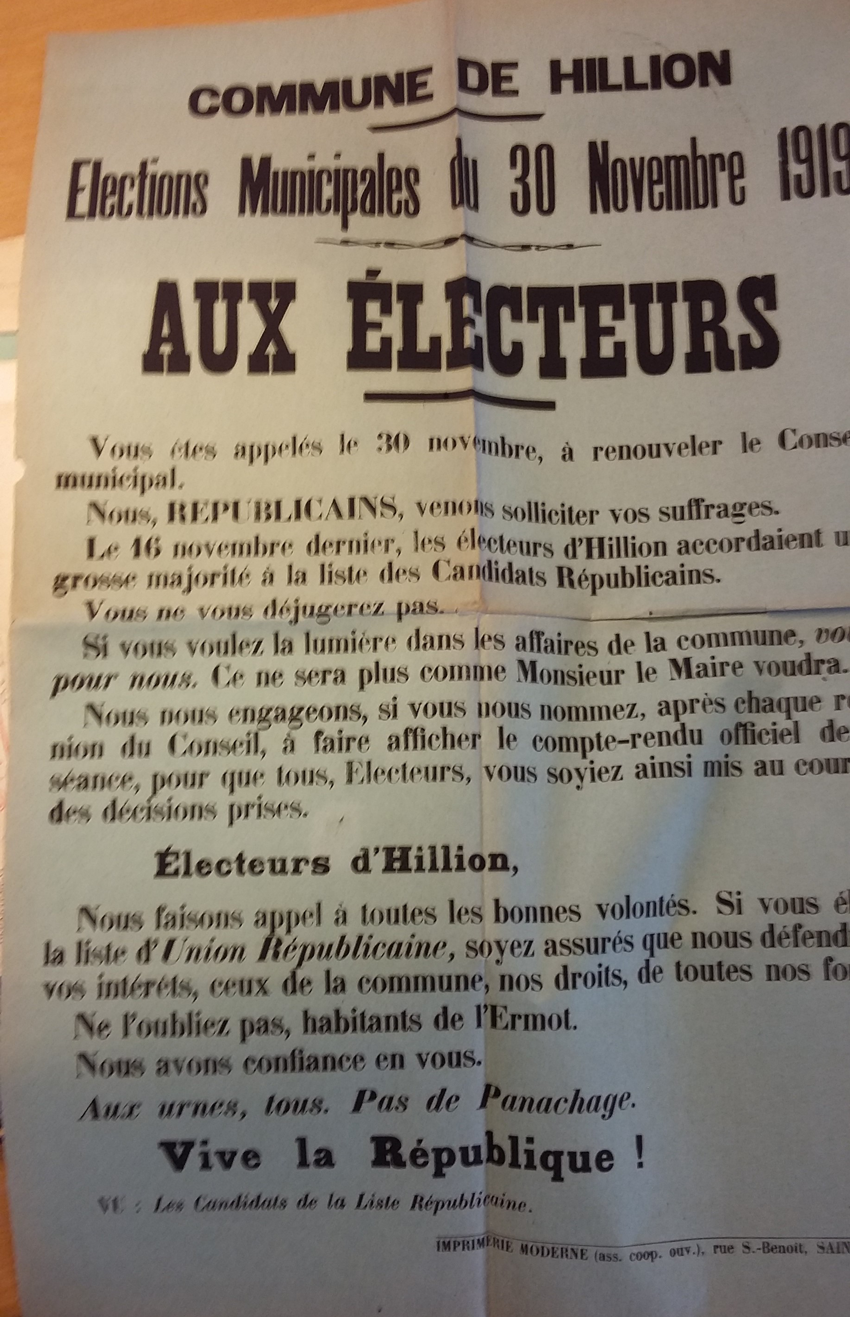 COMMUNE DE HILLION
Elections Municipales du 30 Novembre 1919
AUX ÉLECTEURS
Vous êtes appelés le 30 novembre, à renouveler le Conse
municipal.
Nous, REPUBLICAINS, venons solliciter vos suffrages.
Le 16 novembre dernier, les électeurs d'Hillion accordaient u
grosse majorité à la liste des Candidats Républicains.
Vous ne vous déjugerez pas.
Si vous voulez la lumière dans les affaires de la commune, vo
pour nous. Ce ne sera plus comme Monsieur le Maire voudra.
Nous nous engageons, si vous nous nommez, après chaque r
nion du Conseil, à faire afficher le compte-rendu officiel de
séance, pour que tous, Electeurs, vous soyiez ainsi mis au cour
des décisions prises.
Électeurs d'Hillion,
Nous faisons appel à toutes les bonnes volontés. Si vous él
la liste d'Union Républicaine, soyez assurés que nous défend
vos intérêts, ceux de la commune, nos droits, de toutes nos fo
Ne l'oubliez pas, habitants de l'Ermot.
Nous avons confiance en vous.
Aux urnes, tous. Pas de Panachage.
Vive la République !
VU : Les Candidats de la Liste Républicaine.
IMPRIMERIE MODERNE (ass. coop. ouv.), rue S.-Benoit, SAIN